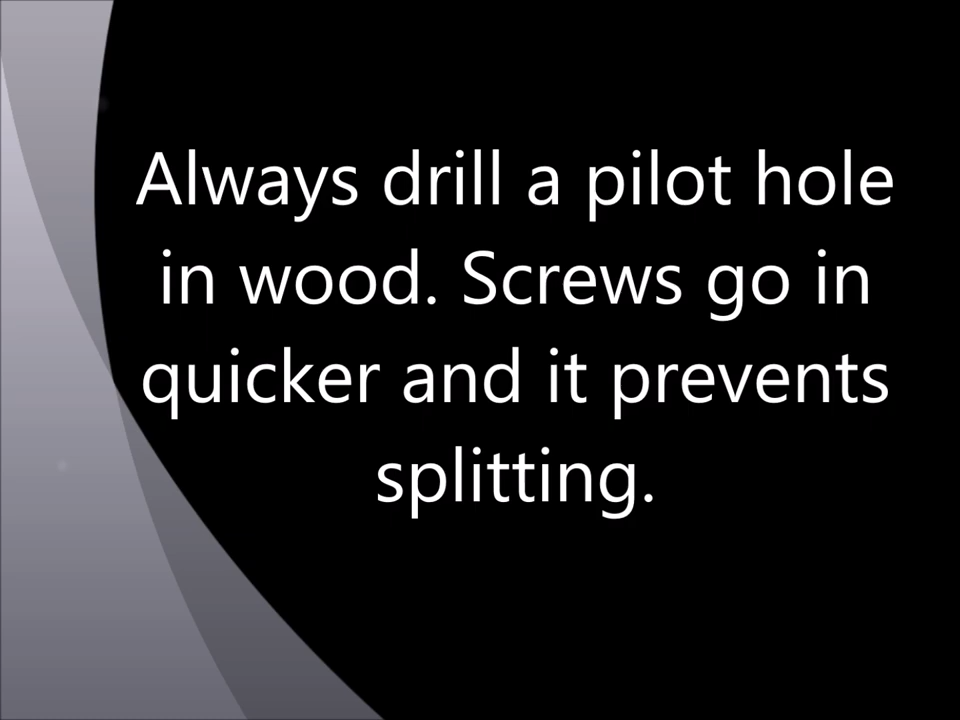 Always drill a pilot hole
in wood. Screws go in
quicker and it prevents
splitting.